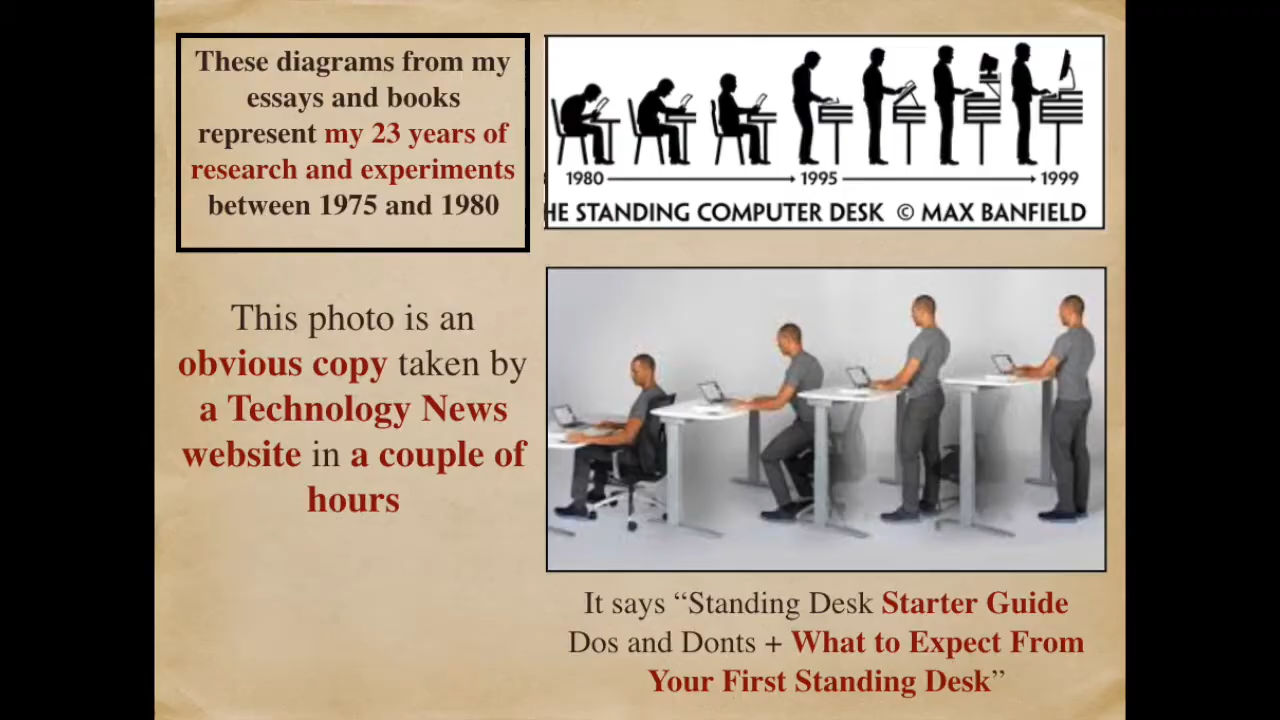 These diagrams from my
essays and books
represent my 23 years of
research and experiments
between 1975 and 1980
1980
1995
1999
HE STANDING COMPUTER DESK © MAX BANFIELD
This photo is an
obvious copy taken by
a Technology News
website in a couple of
hours
It says “Standing Desk Starter Guide
Dos and Donts + What to Expect From
Your First Standing Desk”